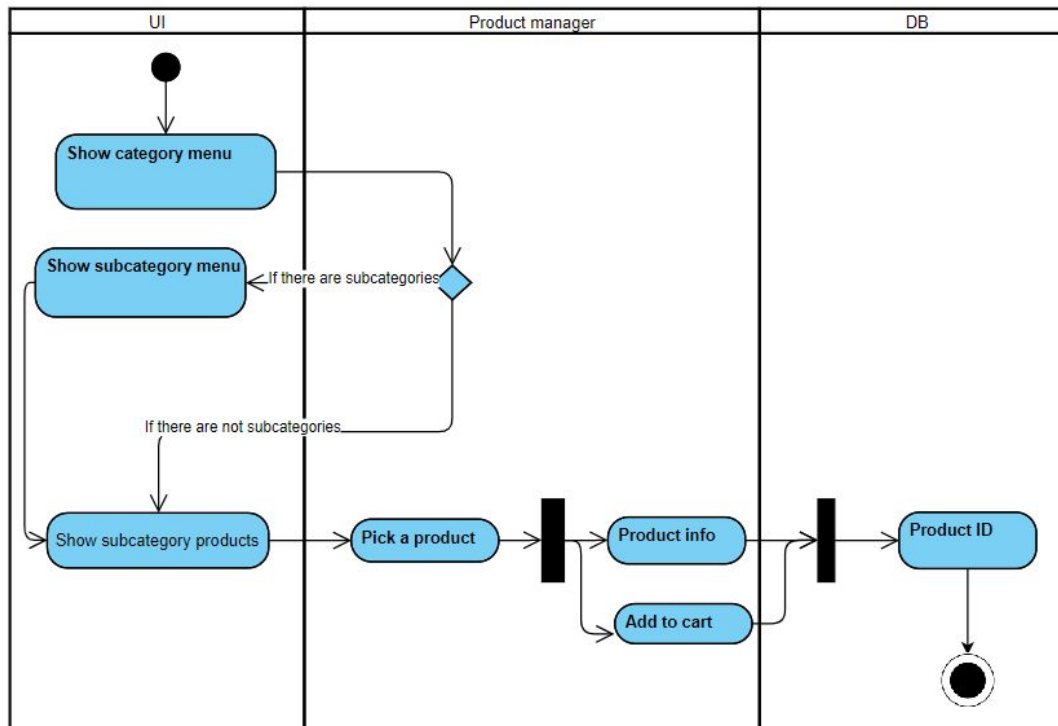 UI
Product manager
DB
Show category menu
Show subcategory menu
If there are subcategories
If there are not subcategories
Show subcategory products
Pick a product
Product info
Product ID
Add to cart